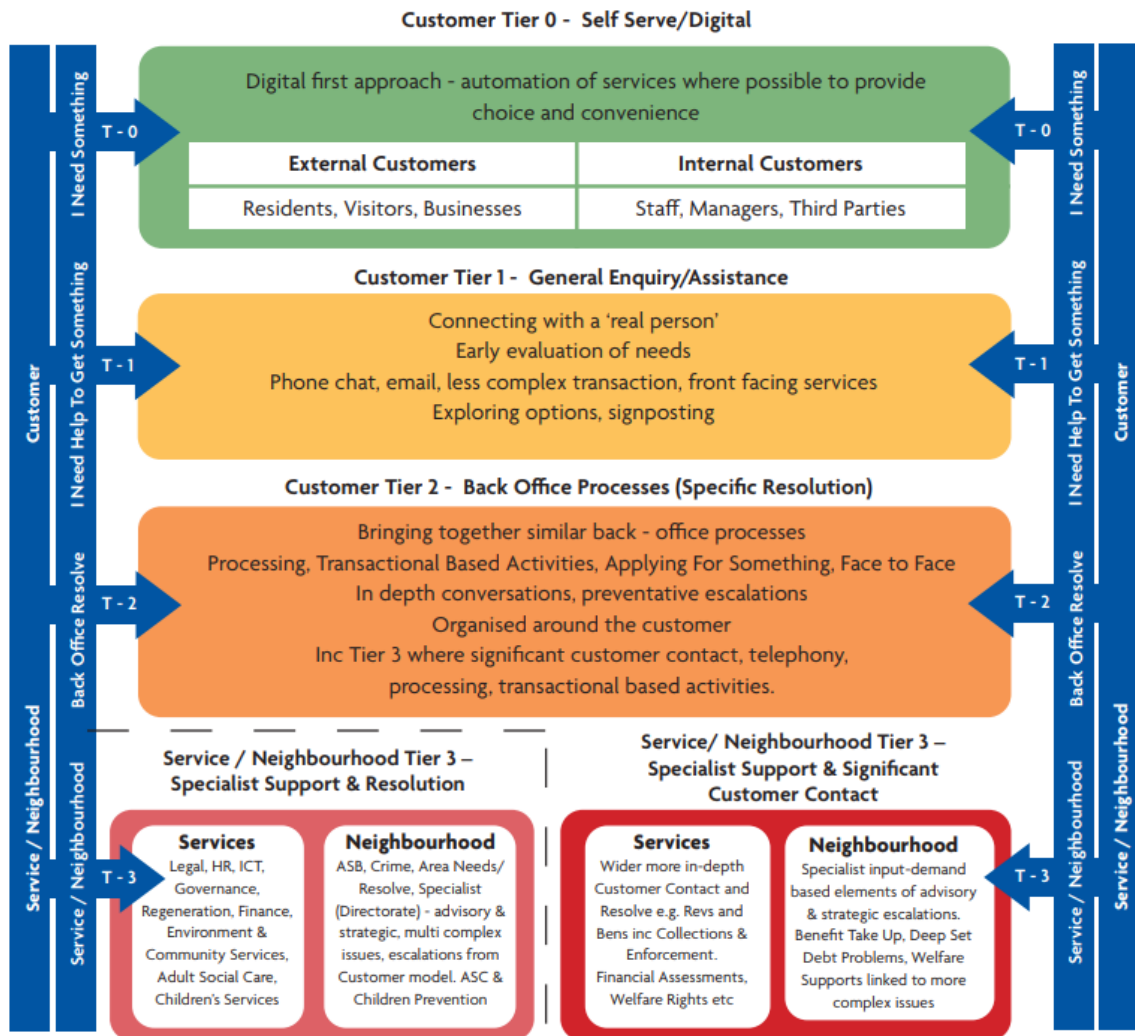 Customer Tier 0 - Self Serve/Digital
Customer
Service / Neighbourhood
I Need Something
I Need Help To Get Something
Back Office Resolve
Service / Neighbourhood
T - 0
Digital first approach - automation of services where possible to provide
choice and convenience
External Customers
Internal Customers
Residents, Visitors, Businesses
Staff, Managers, Third Parties
T - 0
Customer Tier 1 - General Enquiry/Assistance
T - 1
Connecting with a ‘real person’
Early evaluation of needs
Phone chat, email, less complex transaction, front facing services
Exploring options, signposting
T - 1
Customer Tier 2 - Back Office Processes (Specific Resolution)
T - 2
Bringing together similar back - office processes
Processing, Transactional Based Activities, Applying For Something, Face to Face
In depth conversations, preventative escalations
Organised around the customer
Inc Tier 3 where significant customer contact, telephony,
processing, transactional based activities.
T - 2
Service / Neighbourhood Tier 3 –
Specialist Support & Resolution
T - 3
Services
Legal, HR, ICT,
Governance,
Regeneration, Finance,
Environment &
Community Services,
Adult Social Care,
Children's Services
Neighbourhood
ASB, Crime, Area Needs/
Resolve, Specialist
(Directorate) - advisory &
strategic, multi complex
issues, escalations from
Customer model. ASC &
Children Prevention
Service/ Neighbourhood Tier 3 –
Specialist Support & Significant
Customer Contact
Services
Wider more in-depth
Customer Contact and
Resolve e.g. Revs and
Bens inc Collections &
Enforcement.
Financial Assessments,
Welfare Rights etc
Neighbourhood
Specialist input-demand
based elements of advisory
& strategic escalations.
Benefit Take Up, Deep Set
Debt Problems, Welfare
Supports linked to more
complex issues
T - 3
I Need Something
I Need Help To Get Something
Back Office Resolve
Service / Neighbourhood
Customer
Service / Neighbourhood